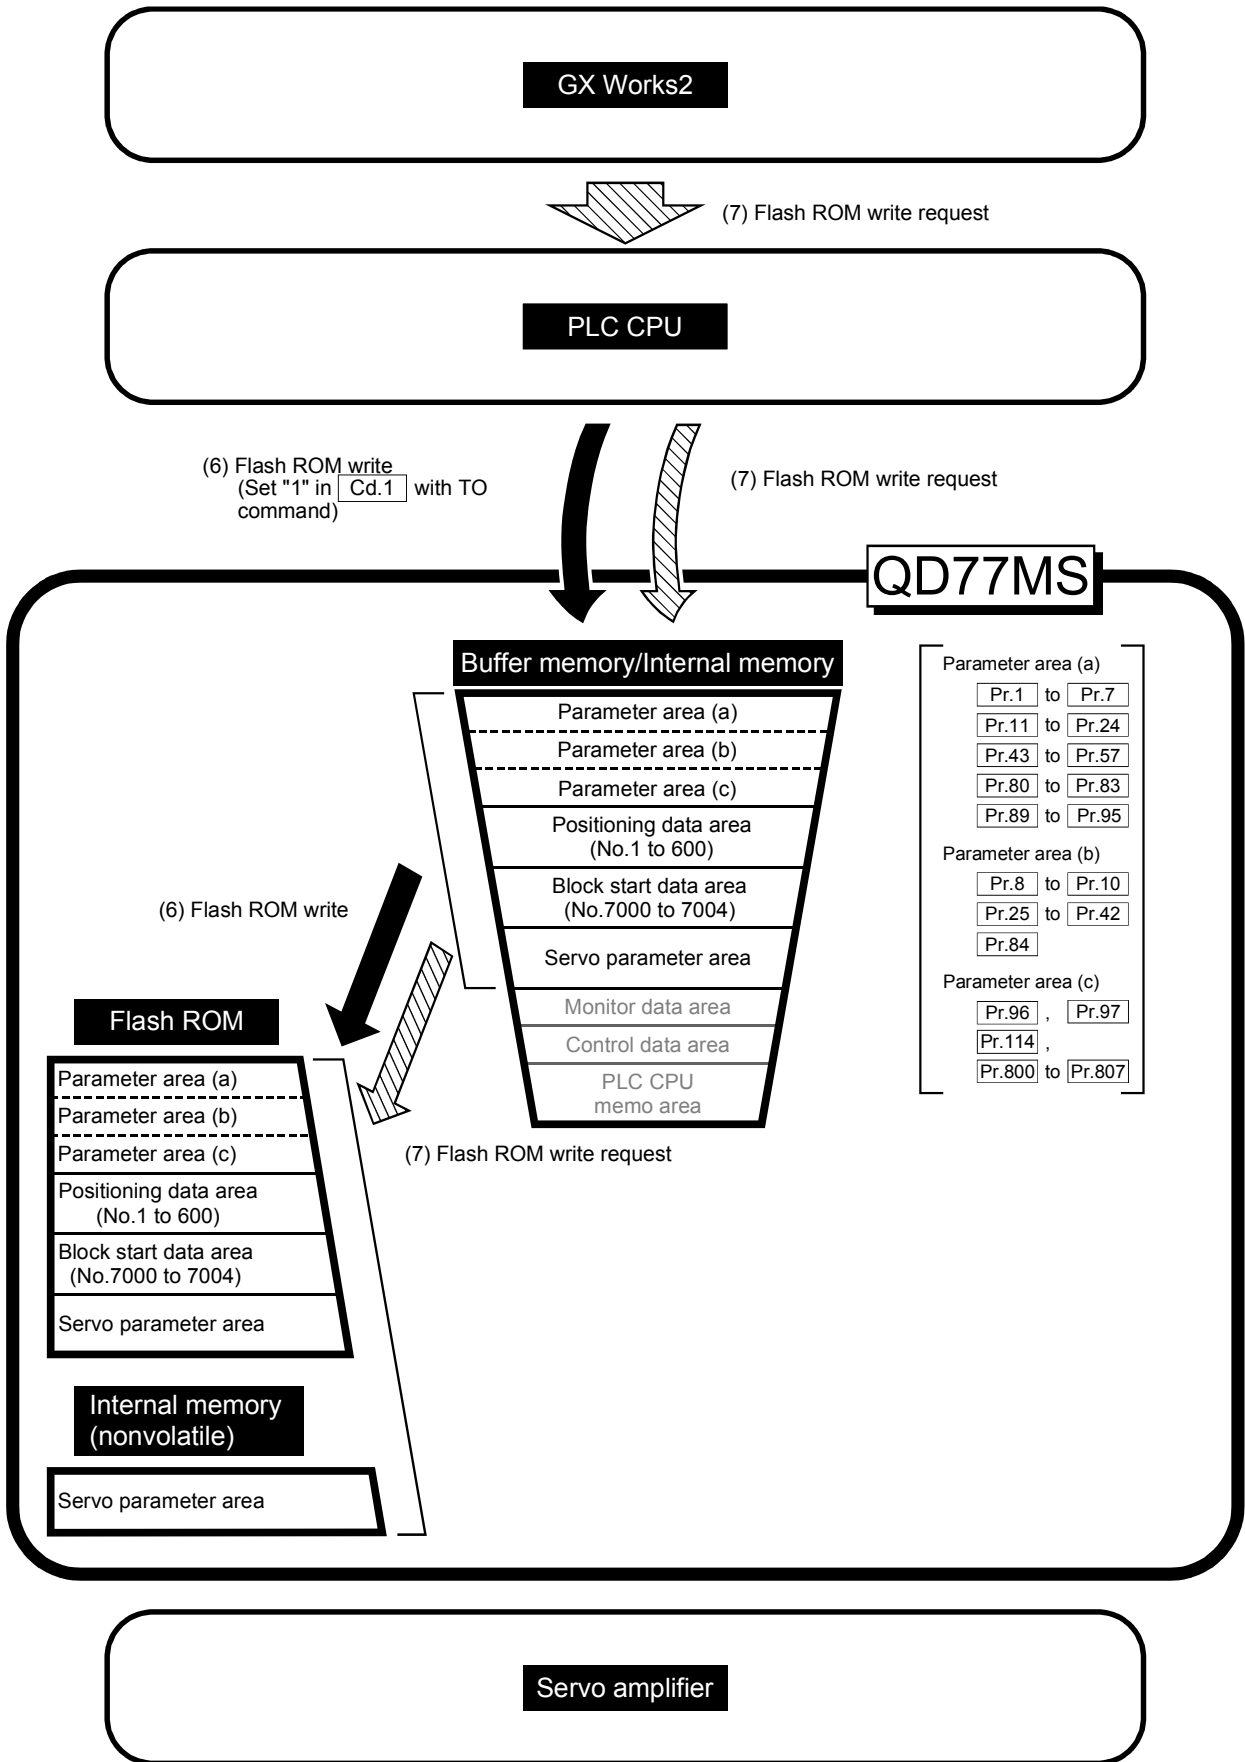 GX Works2
(7) Flash ROM write request
PLC CPU
(6) Flash ROM write
(Set "1" in Cd.1 with TO
command)
(7) Flash ROM write request
QD77MS
Buffer memory/Internal memory
Parameter area (a)
Parameter area (b)
Parameter area (c)
Positioning data area
(No.1 to 600)
Block start data area
(No.7000 to 7004)
Servo parameter area
Monitor data area
Control data area
PLC CPU
memo area
Parameter area (a)
Pr.1 to Pr.7
Pr.11 to Pr.24
Pr.43 to Pr.57
Pr.80 to Pr.83
Pr.89 to Pr.95
Parameter area (b)
Pr.8 to Pr.10
Pr.25 to Pr.42
Pr.84
Parameter area (c)
Pr.96 , Pr.97
Pr.114 ,
Pr.800 to Pr.807
(6) Flash ROM write
(7) Flash ROM write request
Flash ROM
Parameter area (a)
Parameter area (b)
Parameter area (c)
Positioning data area
(No.1 to 600)
Block start data area
(No.7000 to 7004)
Servo parameter area
Internal memory
(nonvolatile)
Servo parameter area
Servo amplifier